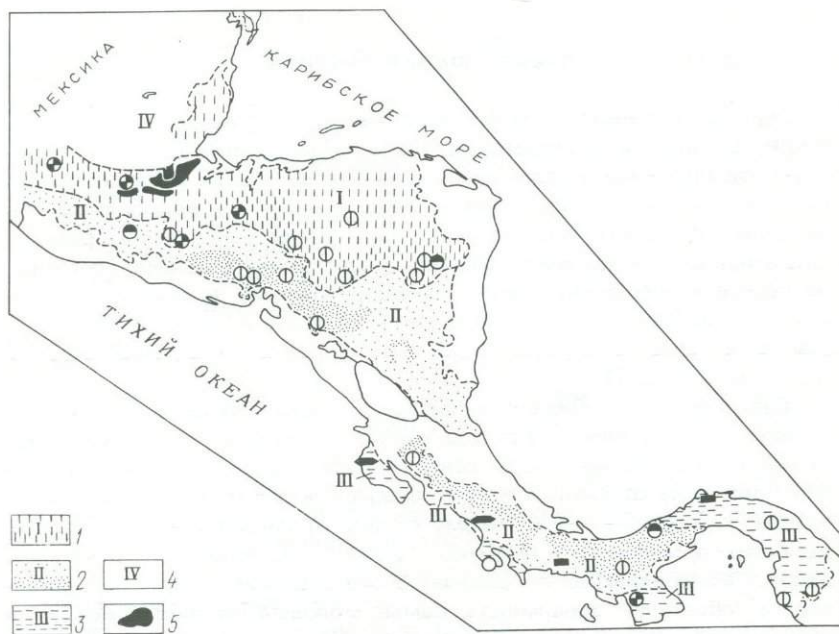 МЕКСИКА
КАРИБСКОЕ МОРЕ
IV
I
II
II
ТИХИЙ ОКЕАН
III
III
II
II
III
III
I 1
II 2
III 3
IV 4
5